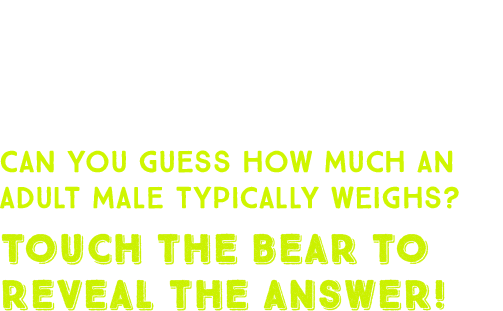 CAN YOU GUESS HOW MUCH AN
ADULT MALE TYPICALLY WEIGHS?
TOUCH THE BEAR TO
REVEAL THE ANSWER!